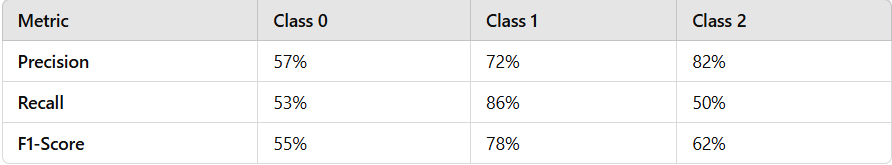 Metric Class 0 Class 1 Class 2
Precision 57% 72% 82%
Recall 53% 86% 50%
F1-Score 55% 78% 62%